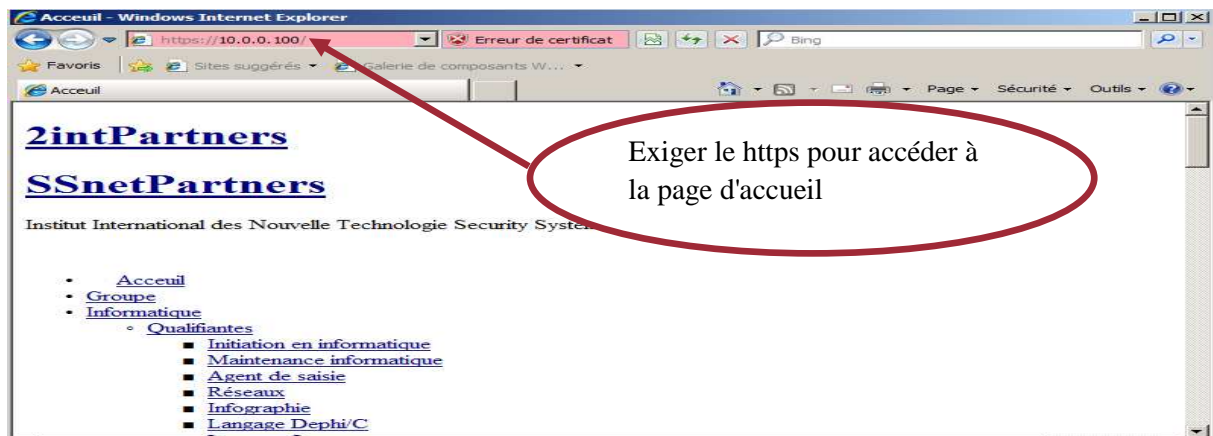 Acceuil - Windows Internet Explorer
https://10.0.0.100/
Erreur de certificat
Bing
Favoris
Sites suggérés
Galerie de composants W...
Acceuil
Page
Sécurité
Outils
2intPartners
SSnetPartners
Institut International des Nouvelle Technologie Security
Exiger le https pour accéder à
la page d'accueil
• Acceuil
• Groupe
• Informatique
◦ Qualifiantes
▪ Initiation en informatique
▪ Maintenance informatique
▪ Agent de saisie
▪ Réseaux
▪ Infographie
▪ Langage Dephi/C